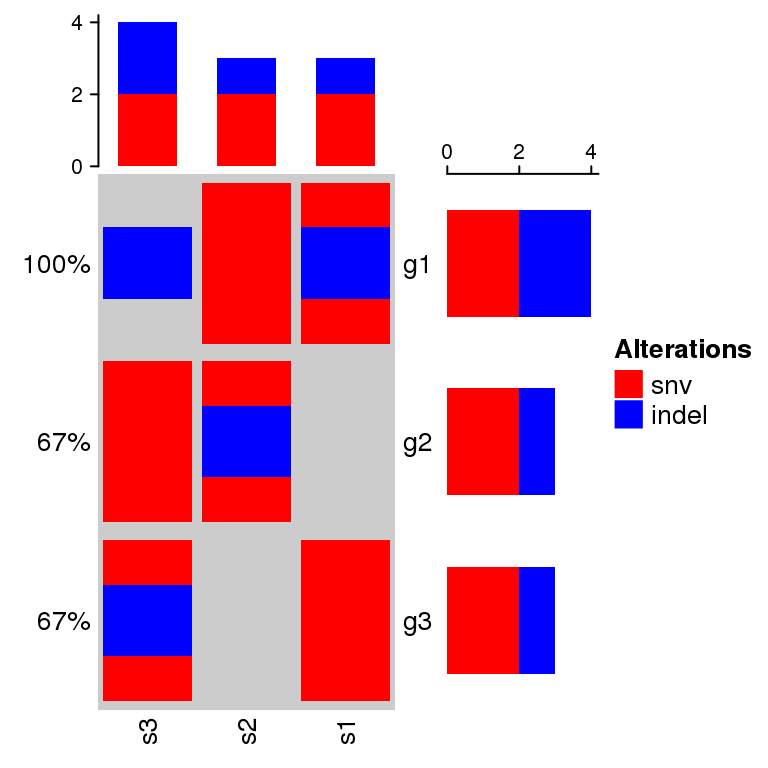 4
2
0
0 2 4
100% g1
Alterations
snv
indel
67% g2
67% g3
s3 s2 s1